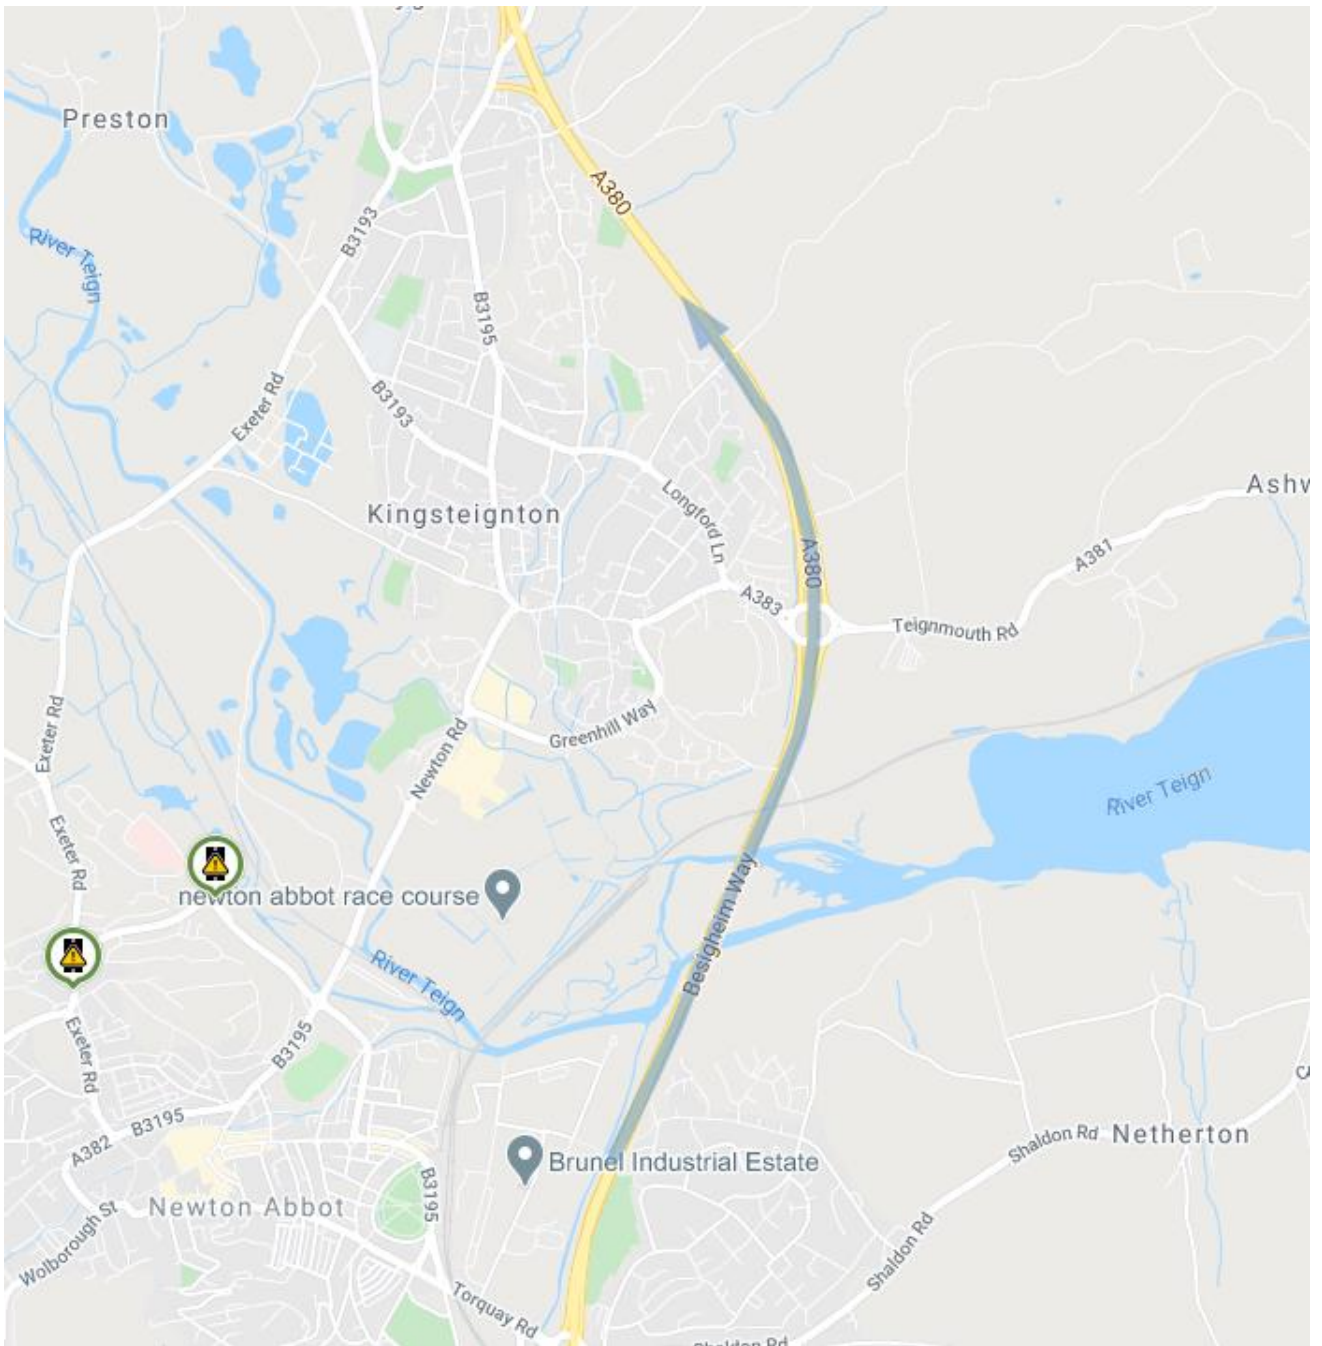 Preston
A380
River Teign
B3193
B3195
Exeter Rd
B3193
Ashw
Longford Ln
Kingsteignton
A380
A381
A383
Teignmouth Rd
Exeter Rd
Greenhill Way
Newton Rd
River Teign
Exeter Rd
newton abbot race course
Besigheim Way
River Teign
Exeter Rd
B3195
B3195
A382
Shaldon Rd
Netherton
Brunel Industrial Estate
B3195
Newton Abbot
Wolborough St
Shaldon Rd
Torquay Rd
Shaldon Rd